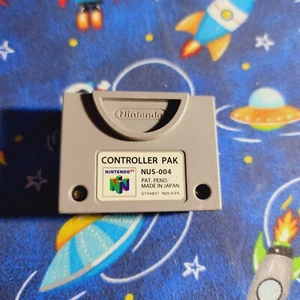 Nintendo
CONTROLLER PAK
NINTENDO 64
NUS-004
PAT. PEND.
MADE IN JAPAN